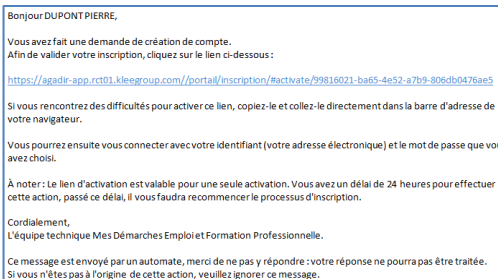 Bonjour DUPONT PIERRE,
Vous avez fait une demande de création de compte.
Afin de valider votre inscription, cliquez sur le lien ci-dessous :
https://agadir-app.rct01.kleegroup.com//portail/inscription/#activate/99816021-ba65-4e52-a7b9-806db0476ae5
Si vous rencontrez des difficultés pour activer ce lien, copiez-le et collez-le directement dans la barre d'adresse de
votre navigateur.
Vous pourrez ensuite vous connecter avec votre identifiant (votre adresse électronique) et le mot de passe que vou
avez choisi.
À noter : Le lien d'activation est valable pour une seule activation. Vous avez un délai de 24 heures pour effectuer
cette action, passé ce délai, il vous faudra recommencer le processus d'inscription.
Cordialement,
L'équipe technique Mes Démarches Emploi et Formation Professionnelle.
Ce message est envoyé par un automate, merci de ne pas y répondre : votre réponse ne pourra pas être traitée.
Si vous n'êtes pas à l'origine de cette action, veuillez ignorer ce message.